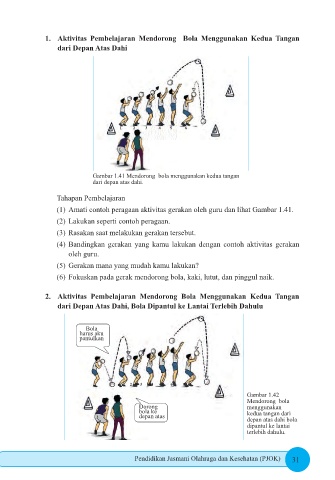 1. Aktivitas Pembelajaran Mendorong Bola Menggunakan Kedua Tangan
dari Depan Atas Dahi
Gambar 1.41 Mendorong bola menggunakan kedua tangan
dari depan atas dahi.
Tahapan Pembelajaran
(1) Amati contoh peragaan aktivitas gerakan oleh guru dan lihat Gambar 1.41.
(2) Lakukan seperti contoh peragaan.
(3) Rasakan saat melakukan gerakan tersebut.
(4) Bandingkan gerakan yang kamu lakukan dengan contoh aktivitas gerakan
oleh guru.
(5) Gerakan mana yang mudah kamu lakukan?
(6) Fokuskan pada gerak mendorong bola, kaki, lutut, dan pinggul naik.
2. Aktivitas Pembelajaran Mendorong Bola Menggunakan Kedua Tangan
dari Depan Atas Dahi, Bola Dipantul ke Lantai Terlebih Dahulu
Bola
harus aku
pantulkan
Dorong
bola ke
depan atas
Gambar 1.42
Mendorong bola
menggunakan
kedua tangan dari
depan atas dahi bola
dipantul ke lantai
terlebih dahulu.
Pendidikan Jasmani Olahraga dan Kesehatan (PJOK) 31